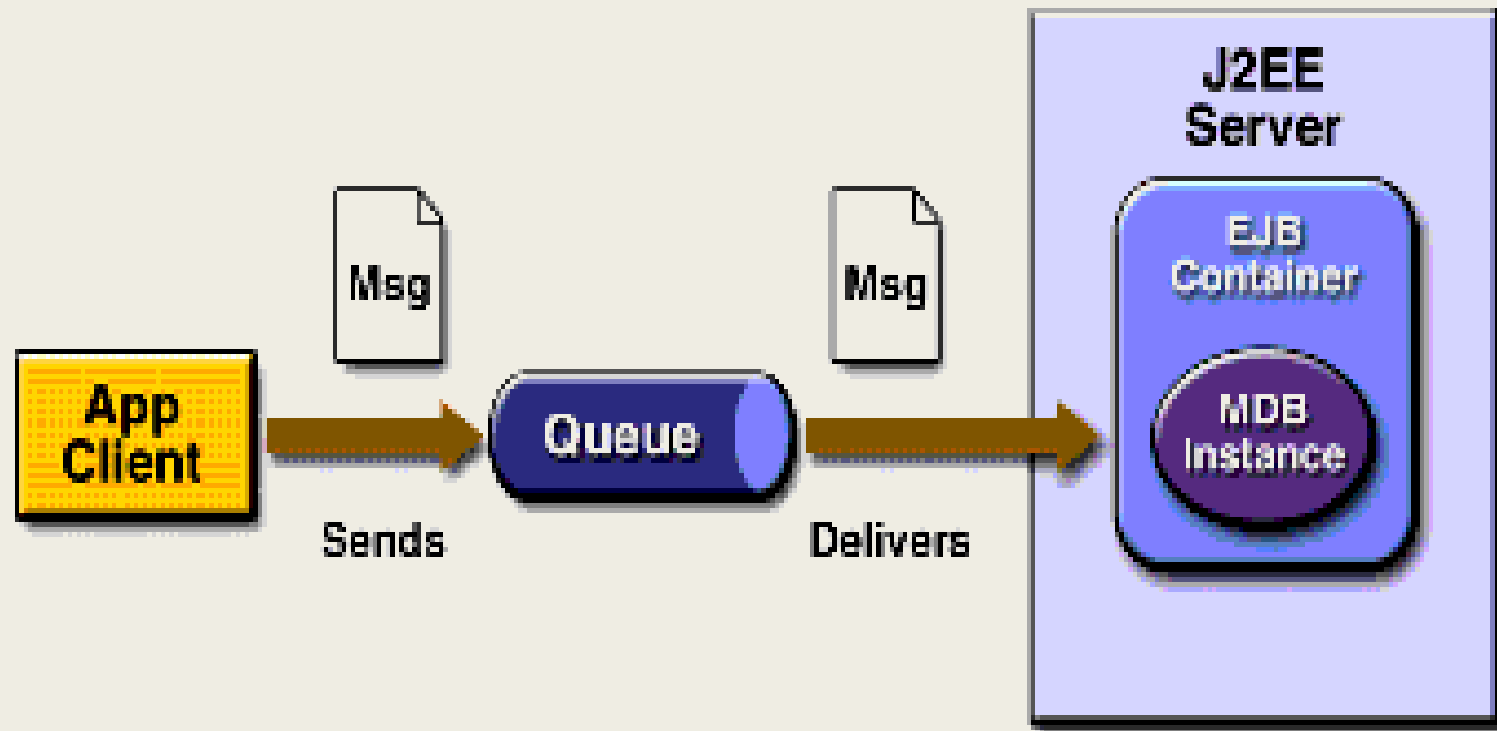 J2EE
Server
Msg
Msg
EJB
Container
App
Client
Queue
MDB
Instance
Sends
Delivers